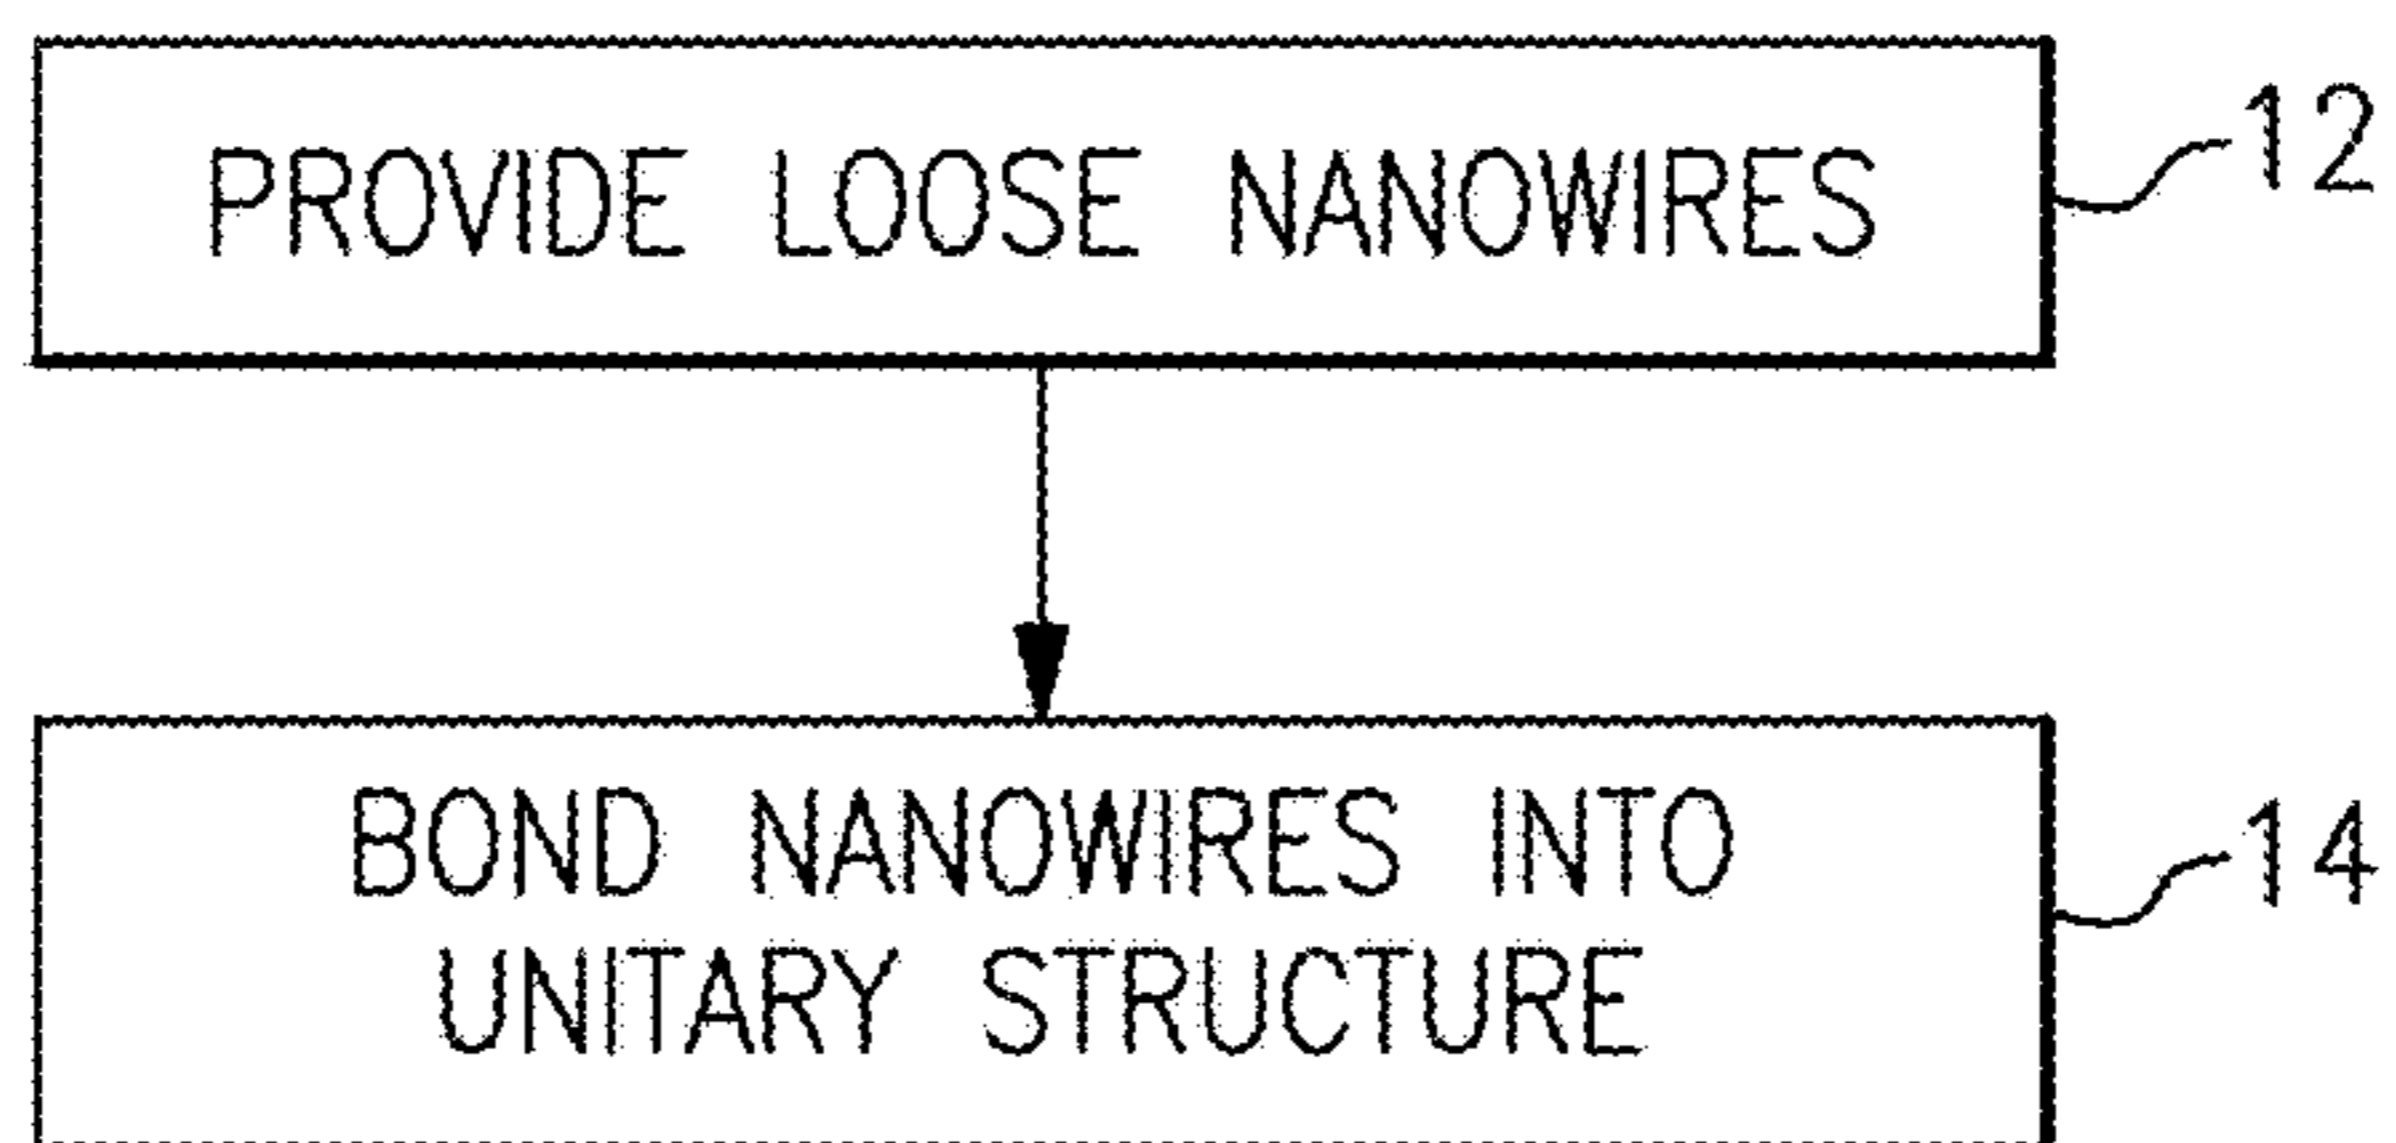 PROVIDE LOOSE NANOWIRES
12
BOND NANOWIRES INTO
UNITARY STRUCTURE
14